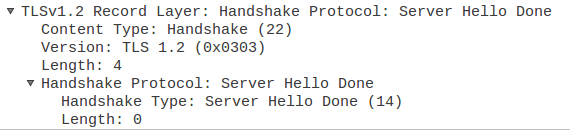 TLSv1.2 Record Layer: Handshake Protocol: Server Hello Done
Content Type: Handshake (22)
Version: TLS 1.2 (0x0303)
Length: 4
Handshake Protocol: Server Hello Done
Handshake Type: Server Hello Done (14)
Length: 0